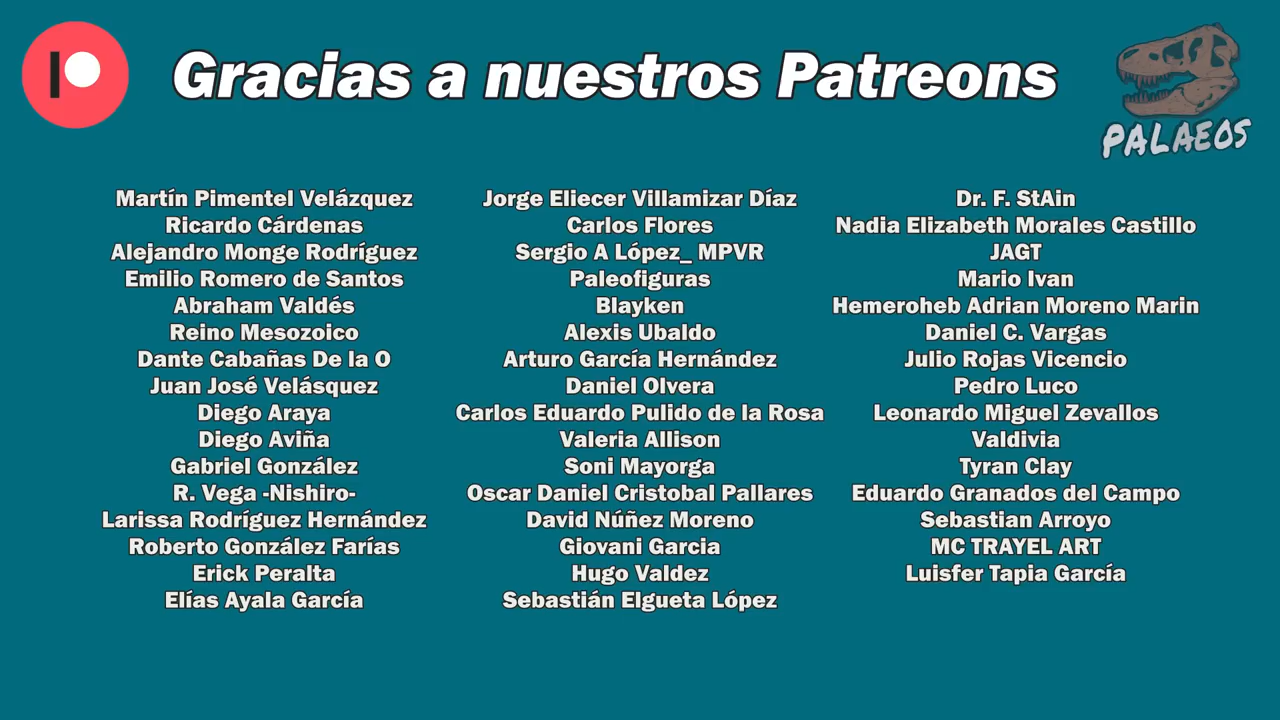 Gracias a nuestros Patreons
PALAEOS
Martín Pimentel Velázquez
Ricardo Cárdenas
Alejandro Monge Rodríguez
Emilio Romero de Santos
Abraham Valdés
Reino Mesozoico
Dante Cabañas De la O
Juan José Velásquez
Diego Araya
Diego Aviña
Gabriel González
R. Vega -Nishiro-
Larissa Rodríguez Hernández
Roberto González Farías
Erick Peralta
Elías Ayala García
Jorge Eliecer Villamizar Díaz
Carlos Flores
Sergio A López_ MPVR
Paleofiguras
Blayken
Alexis Ubaldo
Arturo García Hernández
Daniel Olvera
Carlos Eduardo Pulido de la Rosa
Valeria Allison
Soni Mayorga
Oscar Daniel Cristobal Pallares
David Núñez Moreno
Giovani Garcia
Hugo Valdez
Sebastián Elgueta López
Dr. F. StAin
Nadia Elizabeth Morales Castillo
JAGT
Mario Ivan
Hemeroheb Adrian Moreno Marin
Daniel C. Vargas
Julio Rojas Vicencio
Pedro Luco
Leonardo Miguel Zevallos
Valdivia
Tyran Clay
Eduardo Granados del Campo
Sebastian Arroyo
MC TRAYEL ART
Luisfer Tapia García